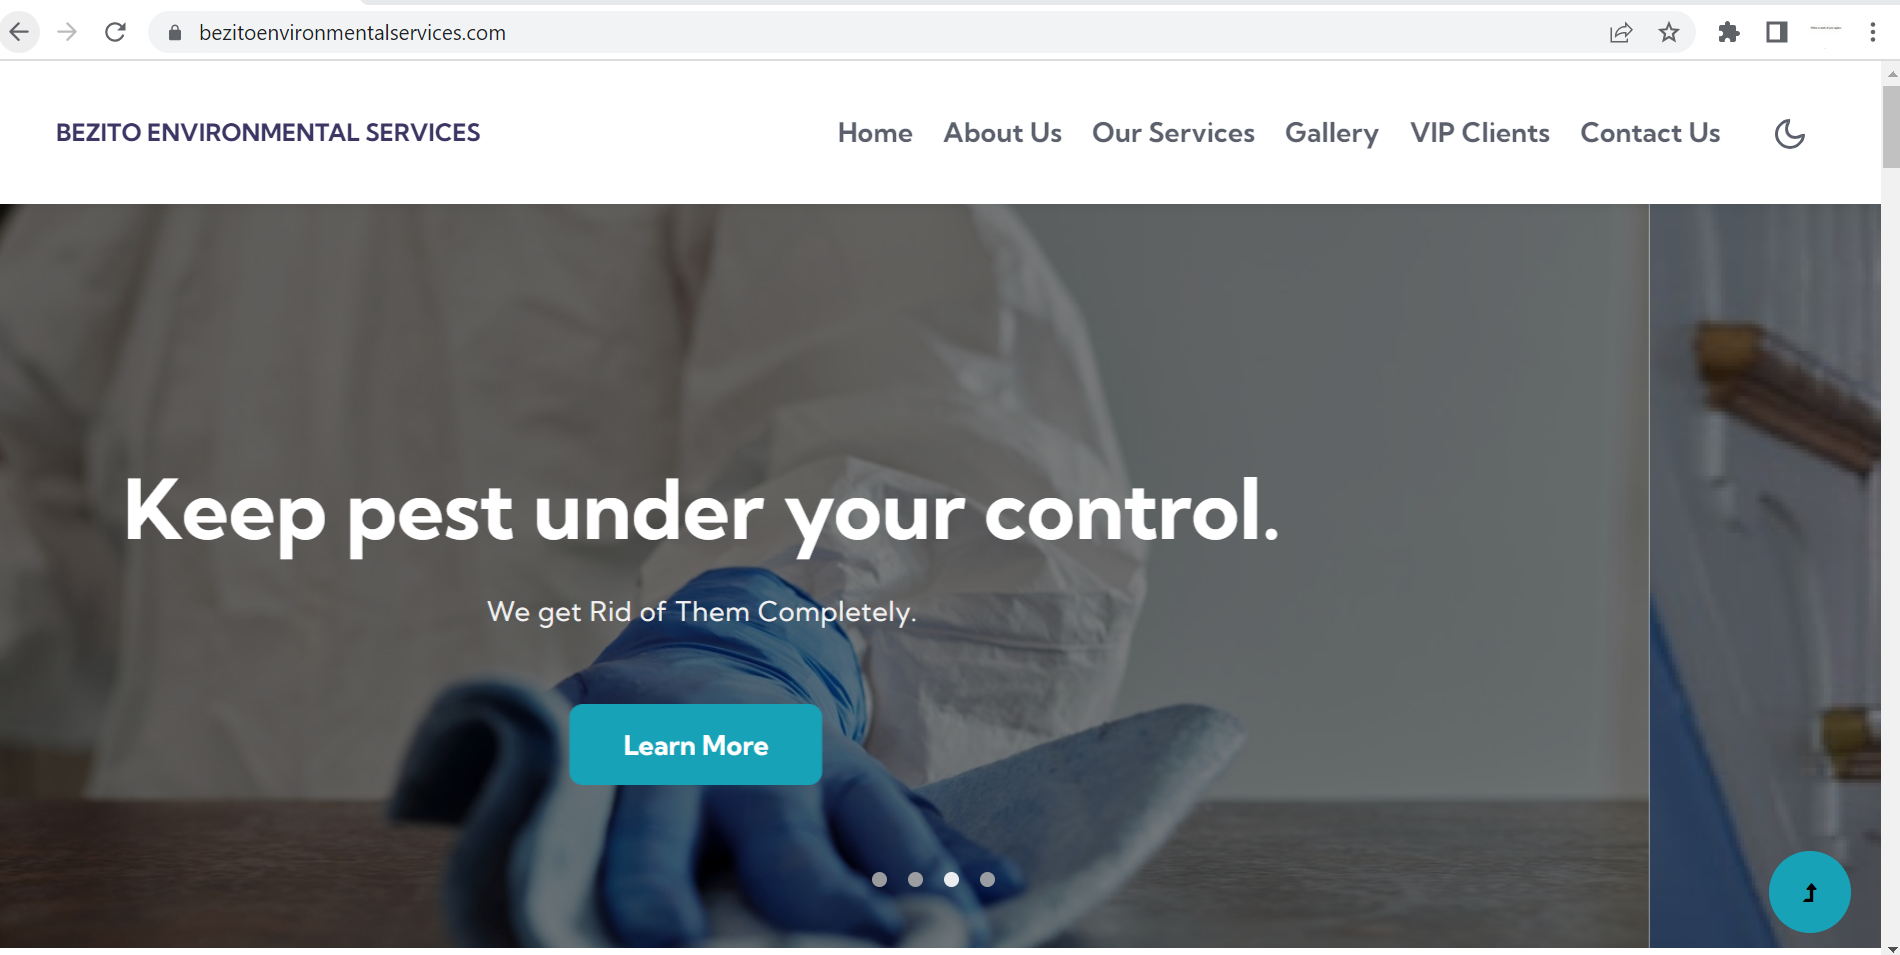 bezitoenvironmentalservices.com
BEZITO ENVIRONMENTAL SERVICES
Home About Us Our Services Gallery VIP Clients Contact Us
Keep pest under your control.
We get Rid of Them Completely.
Learn More